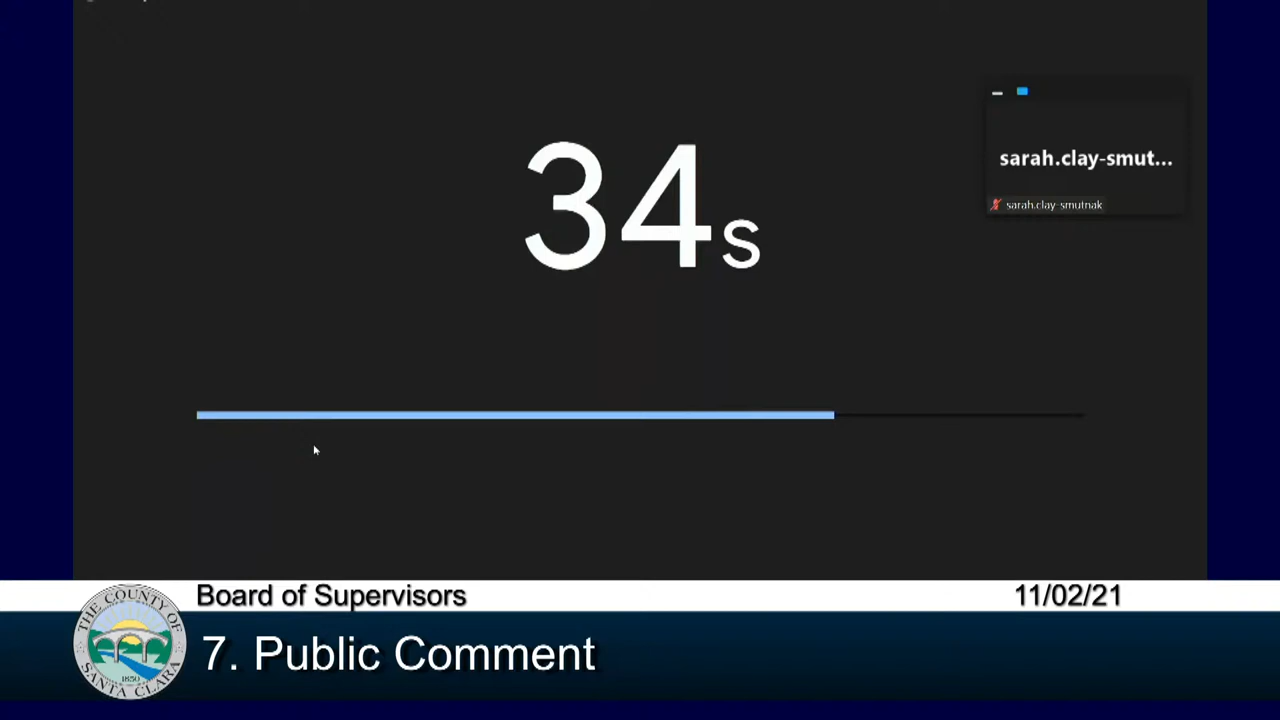 34s
sarah.clay-smut...
sarah.clay-smutnak
Board of Supervisors
11/02/21
THE COUNTY OF
SANTA CLARA
1850
7. Public Comment